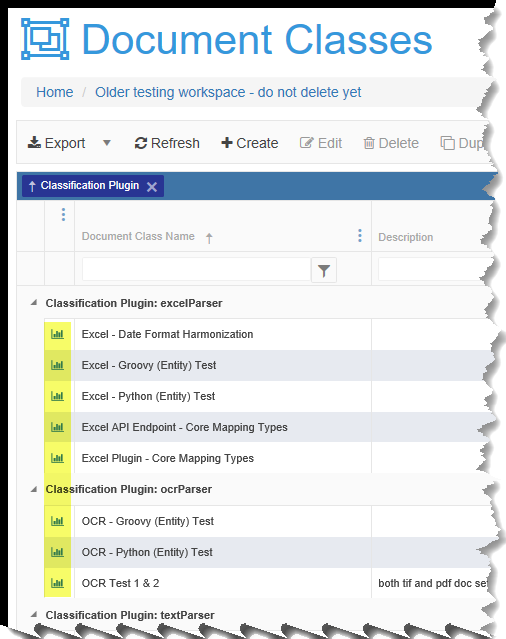 Document Classes
Home / Older testing workspace - do not delete yet
Export Refresh Create Edit Delete Dup
Classification Plugin
Document Class Name Description
Classification Plugin: excelParser
Excel - Date Format Harmonization
Excel - Groovy (Entity) Test
Excel - Python (Entity) Test
Excel API Endpoint - Core Mapping Types
Excel Plugin - Core Mapping Types
Classification Plugin: ocrParser
OCR - Groovy (Entity) Test
OCR - Python (Entity) Test
OCR Test 1 & 2 both tif and pdf doc se
Classification Plugin: textParser